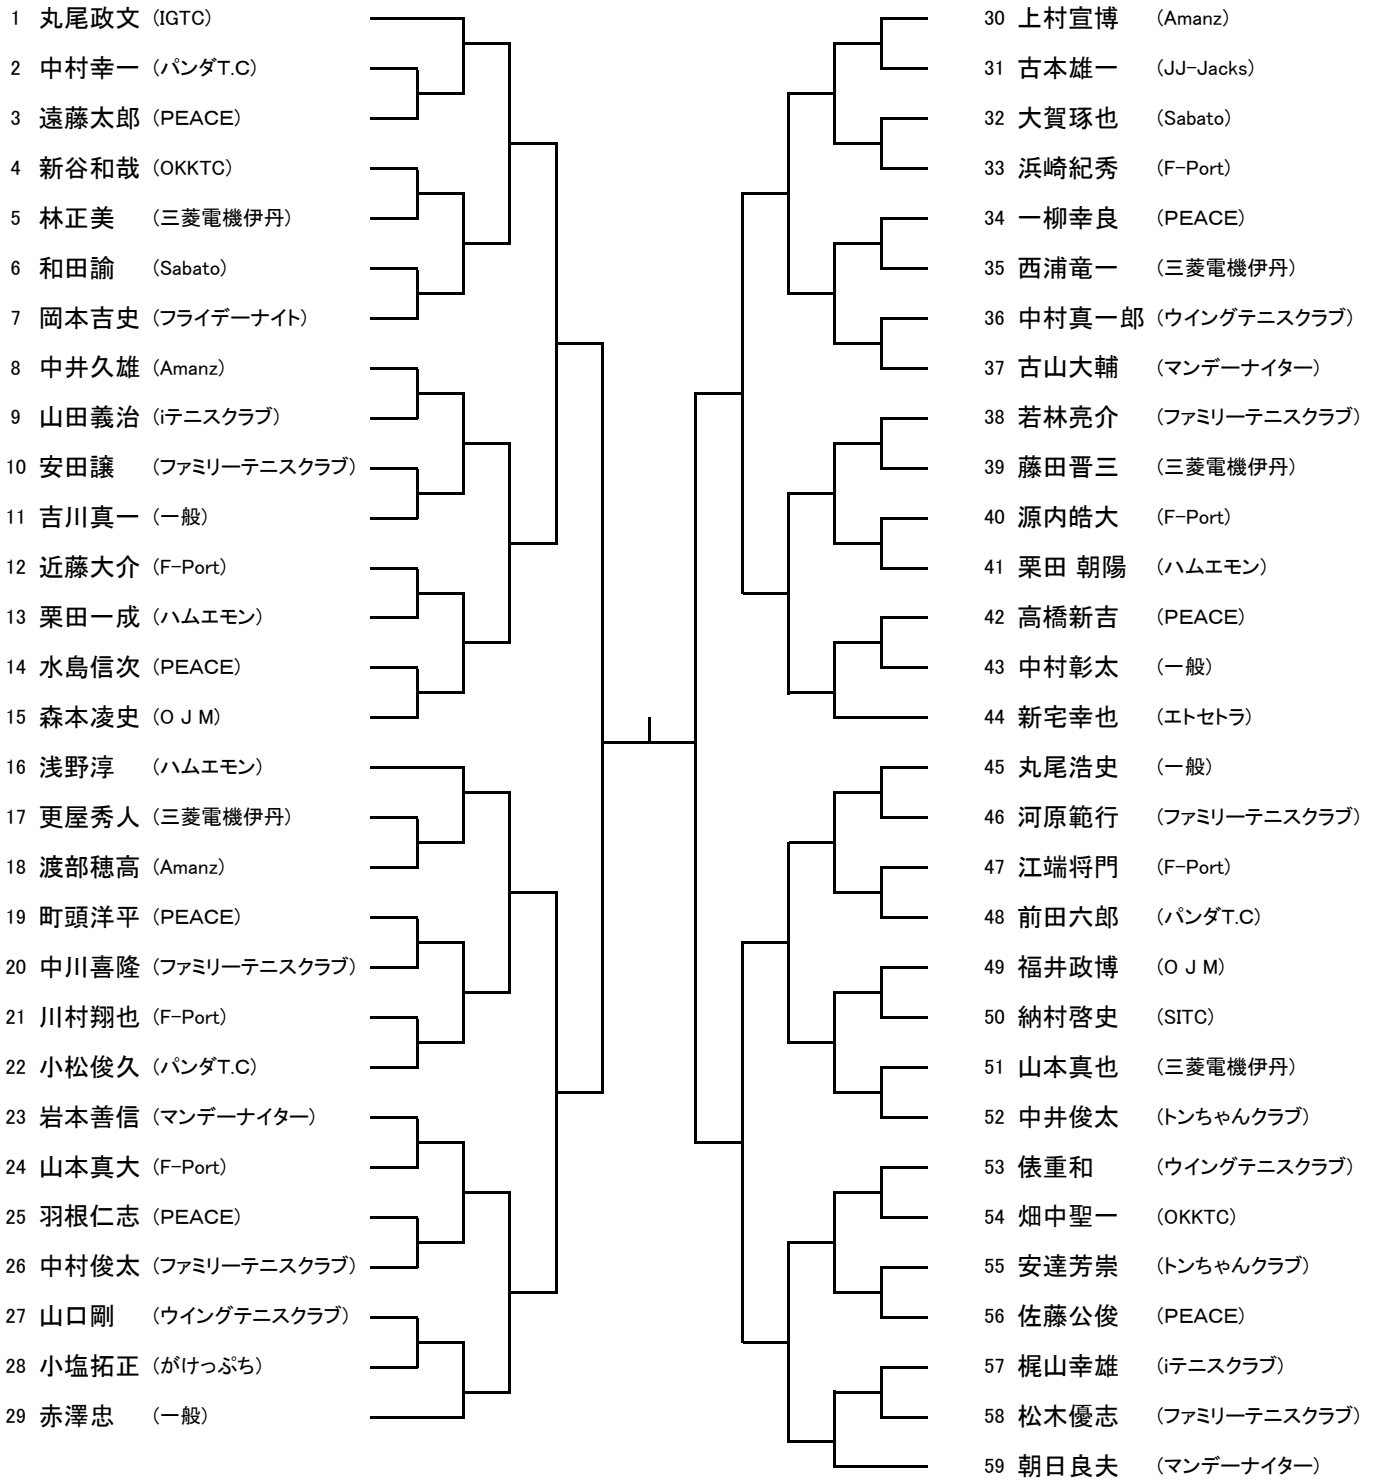 1 丸尾政文 (IGTC)
2 中村幸一 (パンダT.C)
3 遠藤太郎 (PEACE)
4 新谷和哉 (OKKTC)
5 林正美 (三菱電機伊丹)
6 和田諭 (Sabato)
7 岡本吉史 (フライデーナイト)
8 中井久雄 (Amanz)
9 山田義治 (iテニスクラブ)
10 安田譲 (ファミリーテニスクラブ)
11 吉川真一 (一般)
12 近藤大介 (F-Port)
13 栗田一成 (ハムエモン)
14 水島信次 (PEACE)
15 森本凌史 (O J M)
16 浅野淳 (ハムエモン)
17 更屋秀人 (三菱電機伊丹)
18 渡部穂高 (Amanz)
19 町頭洋平 (PEACE)
20 中川喜隆 (ファミリーテニスクラブ)
21 川村翔也 (F-Port)
22 小松俊久 (パンダT.C)
23 岩本善信 (マンデーナイター)
24 山本真大 (F-Port)
25 羽根仁志 (PEACE)
26 中村俊太 (ファミリーテニスクラブ)
27 山口剛 (ウイングテニスクラブ)
28 小塩拓正 (がけっぷち)
29 赤澤忠 (一般)
30 上村宣博 (Amanz)
31 古本雄一 (JJ-Jacks)
32 大賀琢也 (Sabato)
33 浜崎紀秀 (F-Port)
34 一柳幸良 (PEACE)
35 西浦竜一 (三菱電機伊丹)
36 中村真一郎 (ウイングテニスクラブ)
37 古山大輔 (マンデーナイター)
38 若林亮介 (ファミリーテニスクラブ)
39 藤田晋三 (三菱電機伊丹)
40 源内皓大 (F-Port)
41 栗田 朝陽 (ハムエモン)
42 高橋新吉 (PEACE)
43 中村彰太 (一般)
44 新宅幸也 (エトセトラ)
45 丸尾浩史 (一般)
46 河原範行 (ファミリーテニスクラブ)
47 江端将門 (F-Port)
48 前田六郎 (パンダT.C)
49 福井政博 (O J M)
50 納村啓史 (SITC)
51 山本真也 (三菱電機伊丹)
52 中井俊太 (トンちゃんクラブ)
53 俵重和 (ウイングテニスクラブ)
54 畑中聖一 (OKKTC)
55 安達芳崇 (トンちゃんクラブ)
56 佐藤公俊 (PEACE)
57 梶山幸雄 (iテニスクラブ)
58 松木優志 (ファミリーテニスクラブ)
59 朝日良夫 (マンデーナイター)